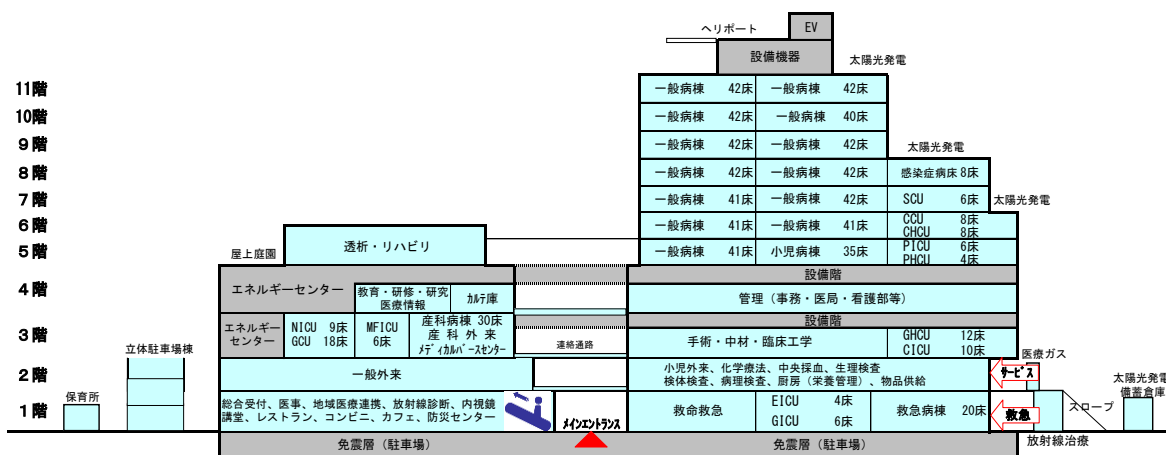 ヘリポート
EV
設備機器
太陽光発電
11階
一般病棟 42床 一般病棟 42床
10階
一般病棟 42床 一般病棟 40床
9階
一般病棟 42床 一般病棟 42床
太陽光発電
8階
一般病棟 42床 一般病棟 42床 感染症病床 8床
7階
一般病棟 41床 一般病棟 42床 SCU 6床
太陽光発電
6階
一般病棟 41床 一般病棟 41床 CCU 8床
CHCU 8床
5階
屋上庭園
透析・リハビリ
一般病棟 41床 小児病棟 35床 PICU 6床
PHCU 4床
設備階
4階
エネルギーセンター
教育・研修・研究
医療情報
カルテ庫
管理（事務・医局・看護部等）
設備階
3階
エネルギー
センター
NICU 9床
GCU 18床
MFICU
6床
産科病棟 30床
産科外来
メディカルバースセンター
連絡通路
手術・中材・臨床工学
GHCU 12床
CICU 10床
立体駐車場棟
医療ガス
2階
一般外来
小児外来、化学療法、中央採血、生理検査
検体検査、病理検査、厨房（栄養管理）、物品供給
サービス
太陽光発電
備蓄倉庫
保育所
1階
総合受付、医事、地域医療連携、放射線診断、内視鏡
講堂、レストラン、コンビニ、カフェ、防災センター
メインエントランス
救命救急
EICU 4床
GICU 6床
救急病棟 20床
救急
スロープ
放射線治療
免震層（駐車場）
免震層（駐車場）